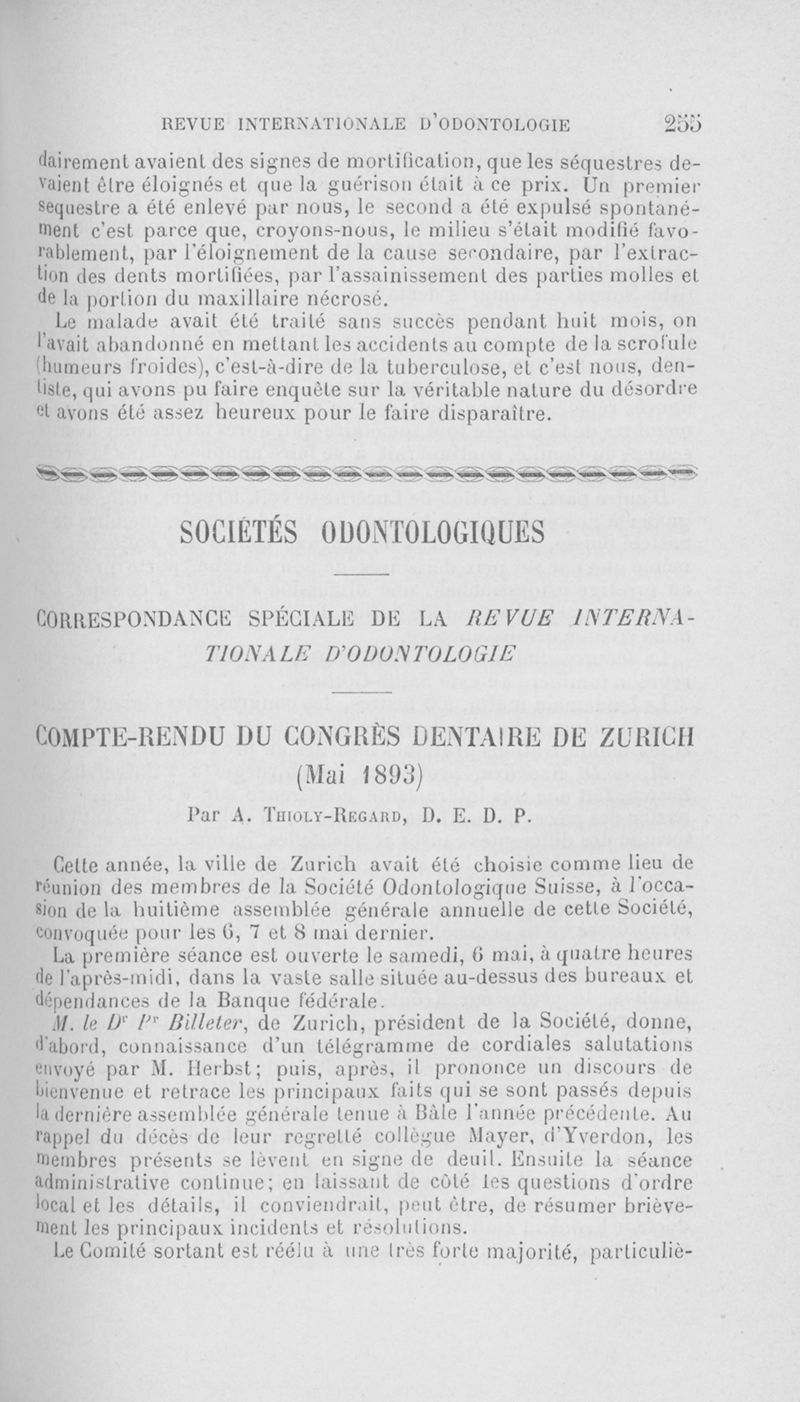 REVUE INTERNATIONALE D'ODONTOLOGIE 255
dairement avaient des signes de mortification, que les séquestres de-
vaient être éloignés et que la guérison était à ce prix. Un premier
sequestre a été enlevé par nous, le second a été expulsé spontané-
ment c'est parce que, croyons-nous, le milieu s'était modifié favo-
rablement, par l'éloignement de la cause secondaire, par l'extrac-
tion des dents mortifiées, par l'assainissement des parties molles et
de la portion du maxillaire nécrosé.
Le malade avait été traité sans succès pendant huit mois, on
l'avait abandonné en mettant les accidents au compte de la scrofule
(humeurs froides), c'est-à-dire de la tuberculose, et c'est nous, den-
tiste, qui avons pu faire enquête sur la véritable nature du désordre
et avons été assez heureux pour le faire disparaître.
SOCIÉTÉS ODONTOLOGIQUES
CORRESPONDANCE SPÉCIALE DE LA REVUE INTERNA-
TIONALE D'ODONTOLOGIE
COMPTE-RENDU DU CONGRÈS DENTAIRE DE ZURICH
(Mai 1893)
Par A. THIOLY-REGARD, D. E. D. P.
Cette année, la ville de Zurich avait été choisie comme lieu de
réunion des membres de la Société Odontologique Suisse, à l'occa-
sion de la huitième assemblée générale annuelle de cette Société,
convoquée pour les 6, 7 et 8 mai dernier.
La première séance est ouverte le samedi, 6 mai, à quatre heures
de l'après-midi, dans la vaste salle située au-dessus des bureaux et
dépendances de la Banque fédérale.
M. le Dr Pr Billeter, de Zurich, président de la Société, donne,
d'abord, connaissance d'un télégramme de cordiales salutations
envoyé par M. Herbst; puis, après, il prononce un discours de
bienvenue et retrace les principaux faits qui se sont passés depuis
la dernière assemblée générale tenue à Bâle l'année précédente. Au
rappel du décès de leur regretté collègue Mayer, d'Yverdon, les
membres présents se lèvent en signe de deuil. Ensuite la séance
administrative continue; en laissant de côté les questions d'ordre
local et les détails, il conviendrait, peut être, de résumer briève-
ment les principaux incidents et résolutions.
Le Comité sortant est réélu à une très forte majorité, particuliè-